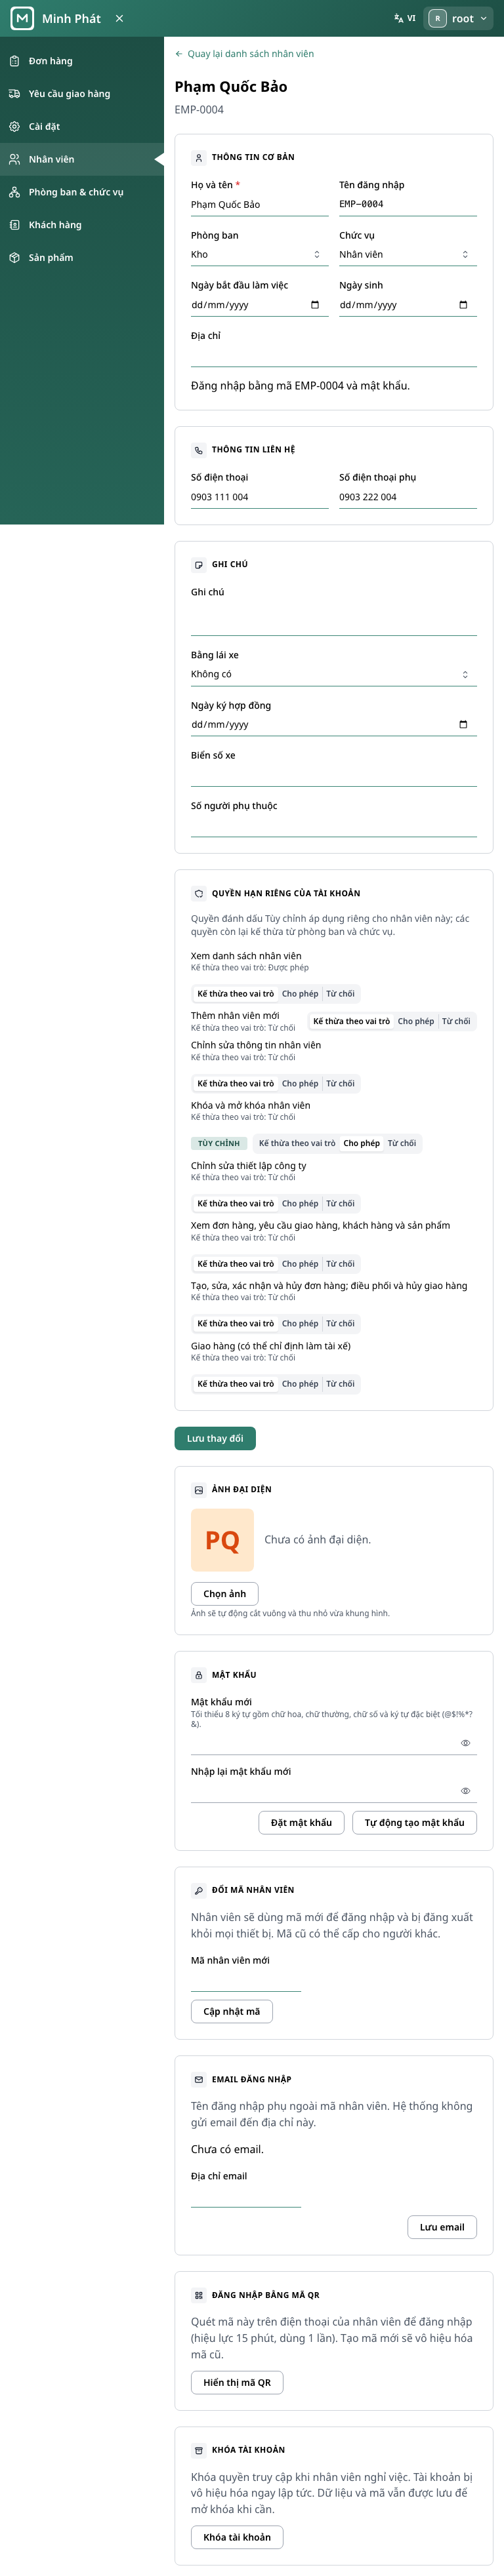 Minh Phát
VI
R
root
Đơn hàng
Yêu cầu giao hàng
Cài đặt
Nhân viên
Phòng ban & chức vụ
Khách hàng
Sản phẩm
Quay lại danh sách nhân viên
Phạm Quốc Bảo
EMP-0004
THÔNG TIN CƠ BẢN
Họ và tên *
Tên đăng nhập
Phạm Quốc Bảo
EMP-0004
Phòng ban
Chức vụ
Kho
Nhân viên
Ngày bắt đầu làm việc
Ngày sinh
dd/mm/yyyy
dd/mm/yyyy
Địa chỉ
Đăng nhập bằng mã EMP-0004 và mật khẩu.
THÔNG TIN LIÊN HỆ
Số điện thoại
Số điện thoại phụ
0903 111 004
0903 222 004
GHI CHÚ
Ghi chú
Bằng lái xe
Không có
Ngày ký hợp đồng
dd/mm/yyyy
Biển số xe
Số người phụ thuộc
QUYỀN HẠN RIÊNG CỦA TÀI KHOẢN
Quyền đánh dấu Tùy chỉnh áp dụng riêng cho nhân viên này; các
quyền còn lại kế thừa từ phòng ban và chức vụ.
Xem danh sách nhân viên
Kế thừa theo vai trò: Được phép
Kế thừa theo vai trò Cho phép Từ chối
Thêm nhân viên mới
Kế thừa theo vai trò: Từ chối
Kế thừa theo vai trò Cho phép Từ chối
Chỉnh sửa thông tin nhân viên
Kế thừa theo vai trò: Từ chối
Kế thừa theo vai trò Cho phép Từ chối
Khóa và mở khóa nhân viên
Kế thừa theo vai trò: Từ chối
TÙY CHỈNH Kế thừa theo vai trò Cho phép Từ chối
Chỉnh sửa thiết lập công ty
Kế thừa theo vai trò: Từ chối
Kế thừa theo vai trò Cho phép Từ chối
Xem đơn hàng, yêu cầu giao hàng, khách hàng và sản phẩm
Kế thừa theo vai trò: Từ chối
Kế thừa theo vai trò Cho phép Từ chối
Tạo, sửa, xác nhận và hủy đơn hàng; điều phối và hủy giao hàng
Kế thừa theo vai trò: Từ chối
Kế thừa theo vai trò Cho phép Từ chối
Giao hàng (có thể chỉ định làm tài xế)
Kế thừa theo vai trò: Từ chối
Kế thừa theo vai trò Cho phép Từ chối
Lưu thay đổi
ẢNH ĐẠI DIỆN
PQ
Chưa có ảnh đại diện.
Chọn ảnh
Ảnh sẽ tự động cắt vuông và thu nhỏ vừa khung hình.
MẬT KHẨU
Mật khẩu mới
Tối thiểu 8 ký tự gồm chữ hoa, chữ thường, chữ số và ký tự đặc biệt (@$!%*?
&).
Nhập lại mật khẩu mới
Đặt mật khẩu
Tự động tạo mật khẩu
ĐỔI MÃ NHÂN VIÊN
Nhân viên sẽ dùng mã mới để đăng nhập và bị đăng xuất
khỏi mọi thiết bị. Mã cũ có thể cấp cho người khác.
Mã nhân viên mới
Cập nhật mã
EMAIL ĐĂNG NHẬP
Tên đăng nhập phụ ngoài mã nhân viên. Hệ thống không
gửi email đến địa chỉ này.
Chưa có email.
Địa chỉ email
Lưu email
ĐĂNG NHẬP BẰNG MÃ QR
Quét mã này trên điện thoại của nhân viên để đăng nhập
(hiệu lực 15 phút, dùng 1 lần). Tạo mã mới sẽ vô hiệu hóa
mã cũ.
Hiển thị mã QR
KHÓA TÀI KHOẢN
Khóa quyền truy cập khi nhân viên nghỉ việc. Tài khoản bị
vô hiệu hóa ngay lập tức. Dữ liệu và mã vẫn được lưu để
mở khóa khi cần.
Khóa tài khoản